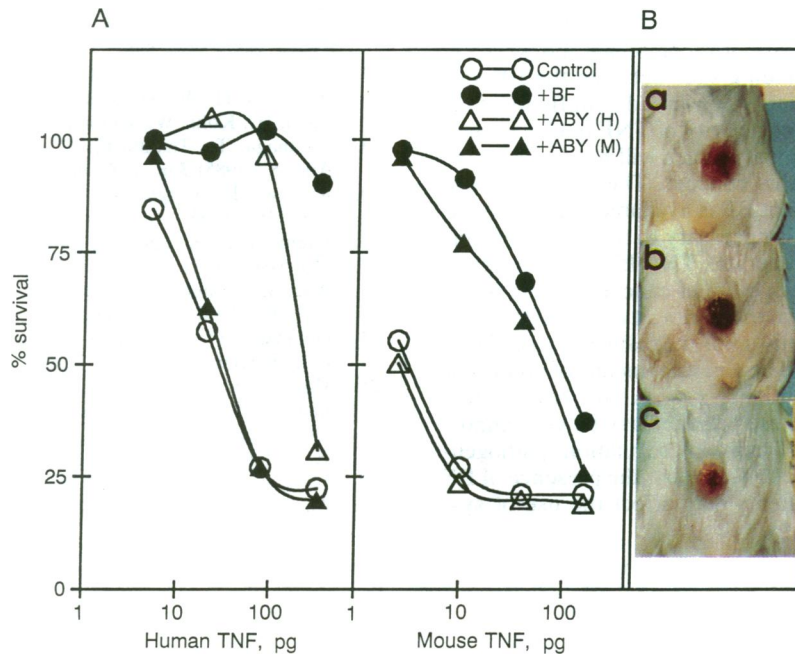 A
B
Control
+BF
+ABY (H)
+ABY (M)
% survival
100
75
50
25
0
1 10 100
Human TNF, pg
1 10 100
Mouse TNF, pg
a
b
c